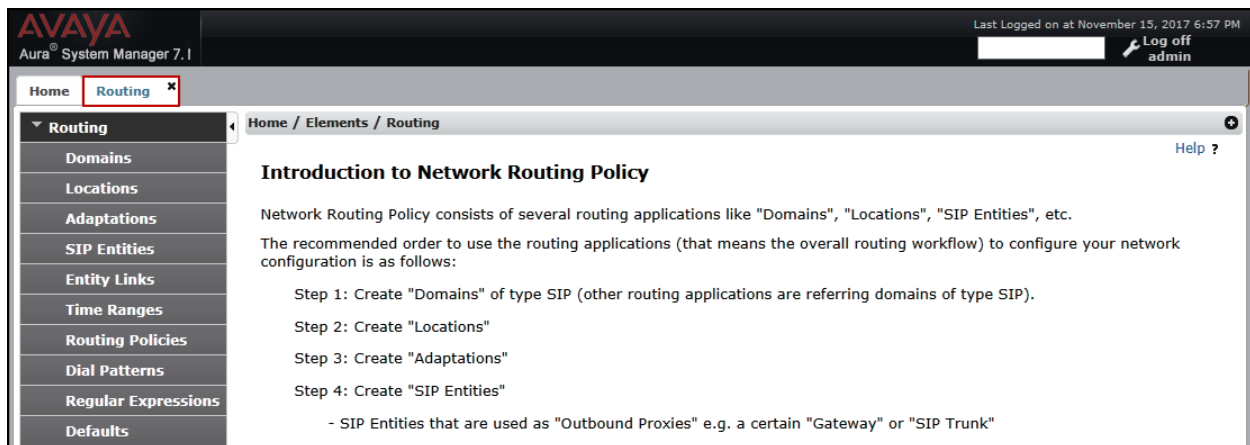 AVAYA
Aura® System Manager 7.1
Last Logged on at November 15, 2017 6:57 PM
Log off
admin
Home
Routing
Routing
Domains
Locations
Adaptations
SIP Entities
Entity Links
Time Ranges
Routing Policies
Dial Patterns
Regular Expressions
Defaults
Home / Elements / Routing
Help ?
Introduction to Network Routing Policy
Network Routing Policy consists of several routing applications like "Domains", "Locations", "SIP Entities", etc.
The recommended order to use the routing applications (that means the overall routing workflow) to configure your network
configuration is as follows:
Step 1: Create "Domains" of type SIP (other routing applications are referring domains of type SIP).
Step 2: Create "Locations"
Step 3: Create "Adaptations"
Step 4: Create "SIP Entities"
- SIP Entities that are used as "Outbound Proxies" e.g. a certain "Gateway" or "SIP Trunk"